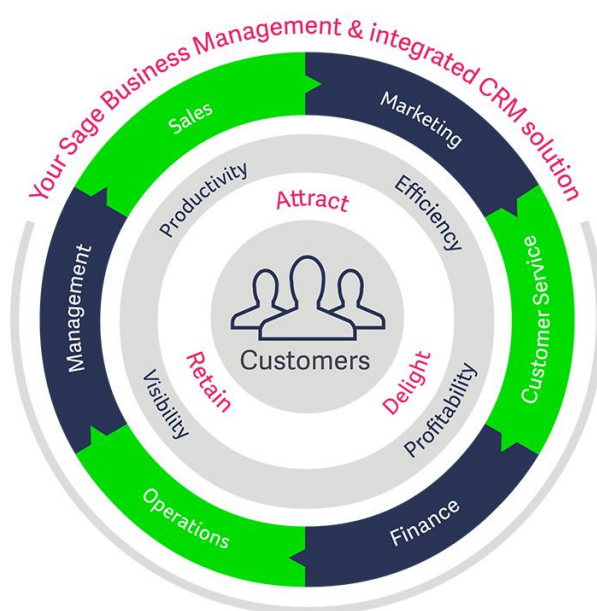 Your Sage Business Management & integrated CRM solution
Sales
Marketing
Customer Service
Finance
Operations
Management
Productivity
Efficiency
Profitability
Visibility
Attract
Delight
Retain
Customers